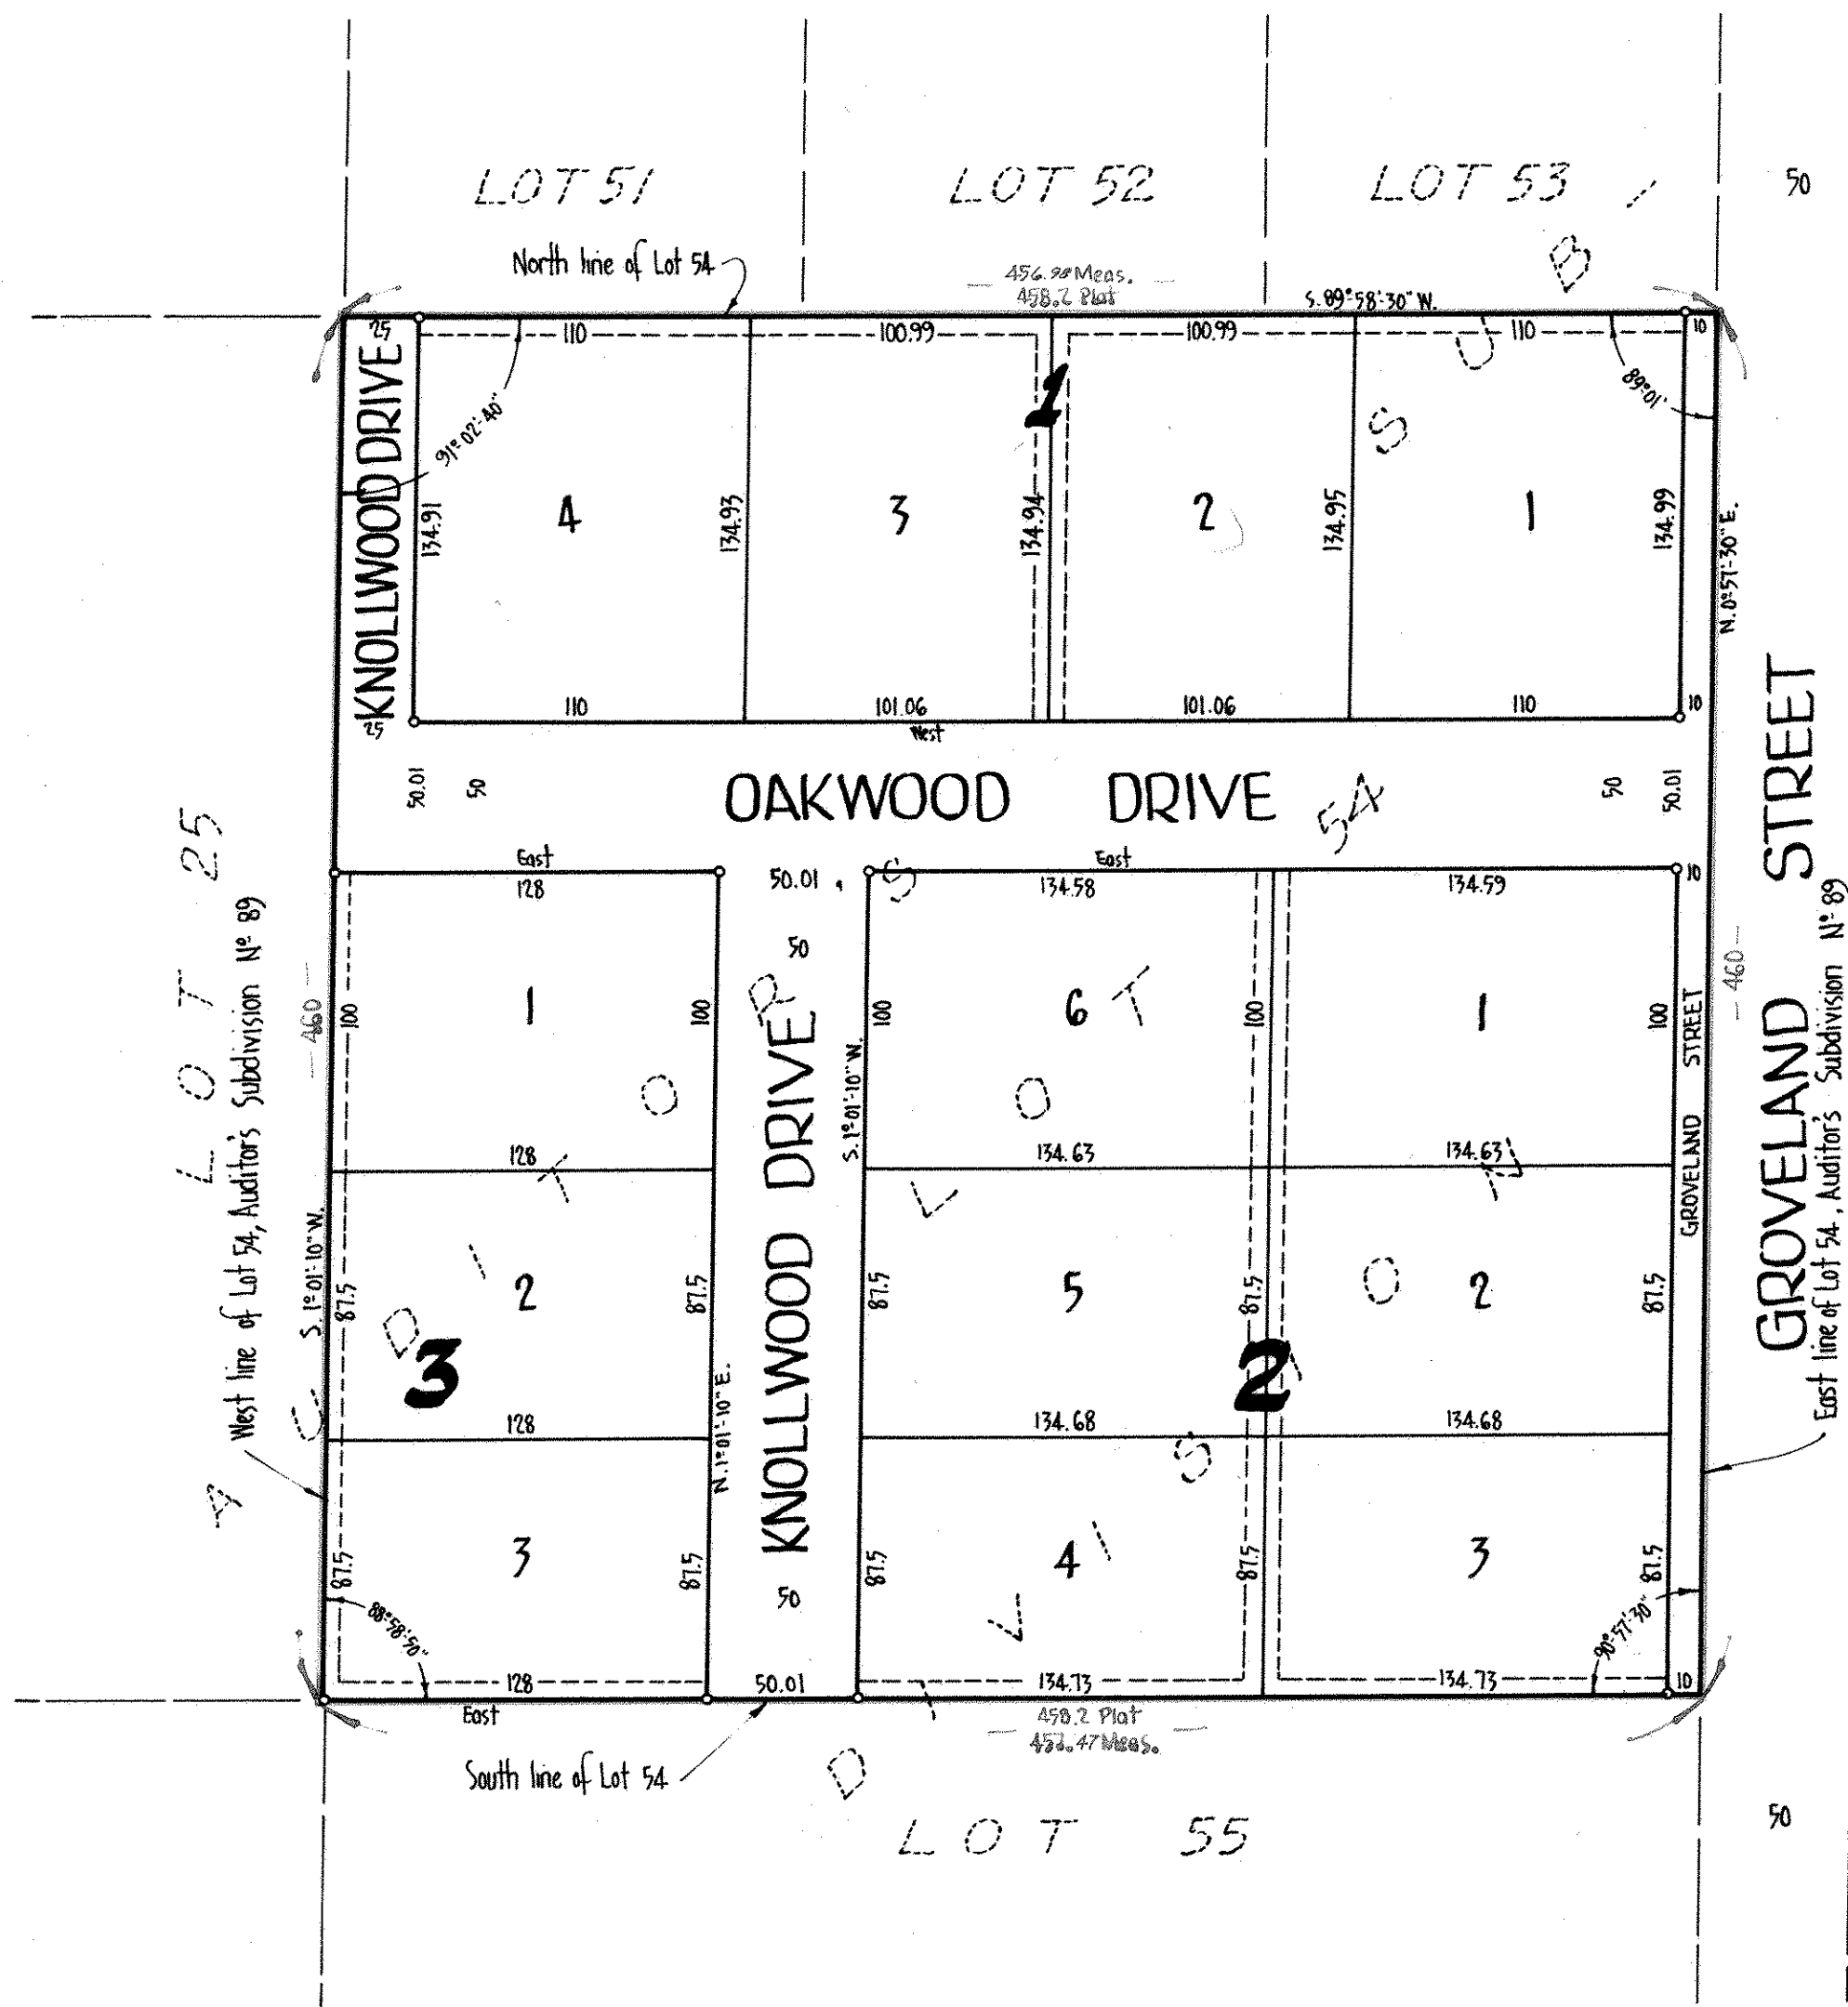 LOT 51
LOT 52
LOT 53
50
North line of Lot 54
456.98 Meas.
458.2 Plat
S. 89°58'30" W.
25
110
100.99
100.99
110
10
KNOLLWOOD DRIVE
91°02'40"
89°01'
1
134.91
4
134.93
3
134.94
2
134.95
1
134.99
N. 0°57'30" E.
25
110
101.06
101.06
110
10
West
50.01
50
OAKWOOD DRIVE
50
50.01
54
East
128
50.01
East
134.58
134.59
10
50
LOT 25
West line of Lot 54, Auditor's Subdivision Nº 89
460
100
1
100
100
6
100
1
100
460
S. 1°01'10" W.
S. 1°01'10" W.
128
134.63
134.63
KNOLLWOOD DRIVE
GROVELAND STREET
GROVELAND STREET
East line of Lot 54, Auditor's Subdivision Nº 89
87.5
2
87.5
87.5
5
87.5
2
87.5
3
2
N. 1°01'10" E.
128
134.68
134.68
87.5
3
87.5
87.5
4
87.5
3
87.5
88°58'50"
50
90°57'30"
128
50.01
134.73
134.73
10
East
458.2 Plat
Meas.
South line of Lot 54
AUDITOR'S SUB
DIVISION
PLOT
LOT 55
50